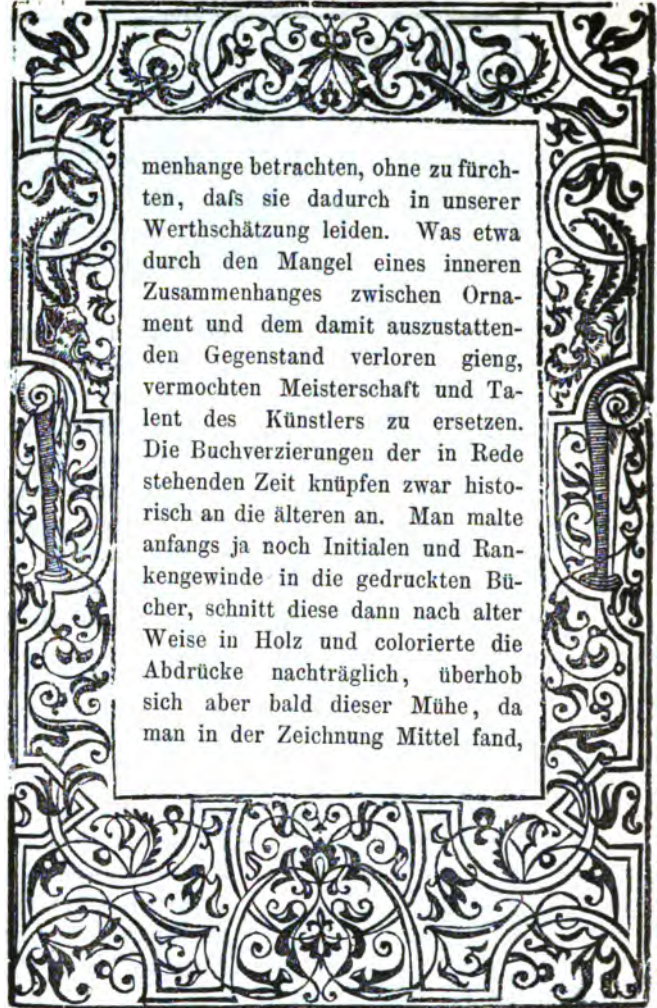 menhange betrachten, ohne zu fürch-
ten, daſs sie dadurch in unserer
Werthschätzung leiden. Was etwa
durch den Mangel eines inneren
Zusammenhanges zwischen Orna-
ment und dem damit auszustatten-
den Gegenstand verloren gieng,
vermochten Meisterschaft und Ta-
lent des Künstlers zu ersetzen.
Die Buchverzierungen der in Rede
stehenden Zeit knüpfen zwar histo-
risch an die älteren an. Man malte
anfangs ja noch Initialen und Ran-
kengewinde in die gedruckten Bü-
cher, schnitt diese dann nach alter
Weise in Holz und colorierte die
Abdrücke nachträglich, überhob
sich aber bald dieser Mühe, da
man in der Zeichnung Mittel fand,